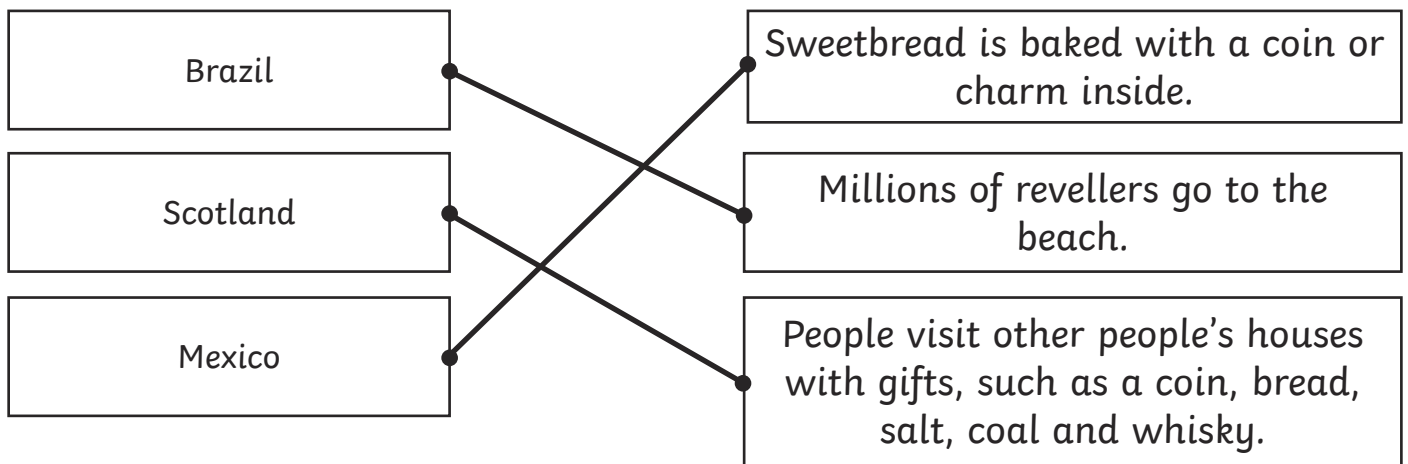 Brazil
Sweetbread is baked with a coin or
charm inside.
Scotland
Millions of revellers go to the
beach.
Mexico
People visit other people’s houses
with gifts, such as a coin, bread,
salt, coal and whisky.